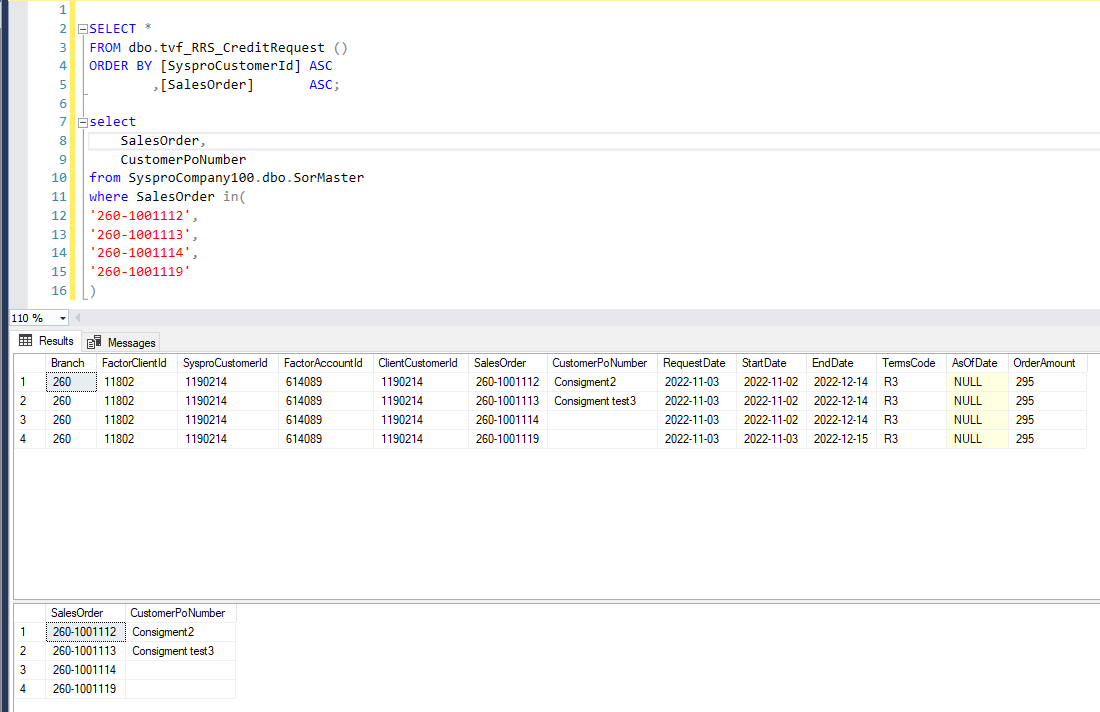 1
2 SELECT *
3 FROM dbo.tvf_RRS_CreditRequest ()
4 ORDER BY [SysproCustomerId] ASC
5 ,[SalesOrder] ASC;
6
7 select
8 SalesOrder,
9 CustomerPoNumber
10 from SysproCompany100.dbo.SorMaster
11 where SalesOrder in(
12 '260-1001112',
13 '260-1001113',
14 '260-1001114',
15 '260-1001119'
16 )
110 %
Results Messages
Branch FactorClientId SysproCustomerId FactorAccountId ClientCustomerId SalesOrder CustomerPoNumber RequestDate StartDate EndDate TermsCode AsOfDate OrderAmount
1 260 11802 1190214 614089 1190214 260-1001112 Consigment2 2022-11-03 2022-11-02 2022-12-14 R3 NULL 295
2 260 11802 1190214 614089 1190214 260-1001113 Consigment test3 2022-11-03 2022-11-02 2022-12-14 R3 NULL 295
3 260 11802 1190214 614089 1190214 260-1001114 2022-11-03 2022-11-02 2022-12-14 R3 NULL 295
4 260 11802 1190214 614089 1190214 260-1001119 2022-11-03 2022-11-03 2022-12-15 R3 NULL 295
SalesOrder CustomerPoNumber
1 260-1001112 Consigment2
2 260-1001113 Consigment test3
3 260-1001114
4 260-1001119